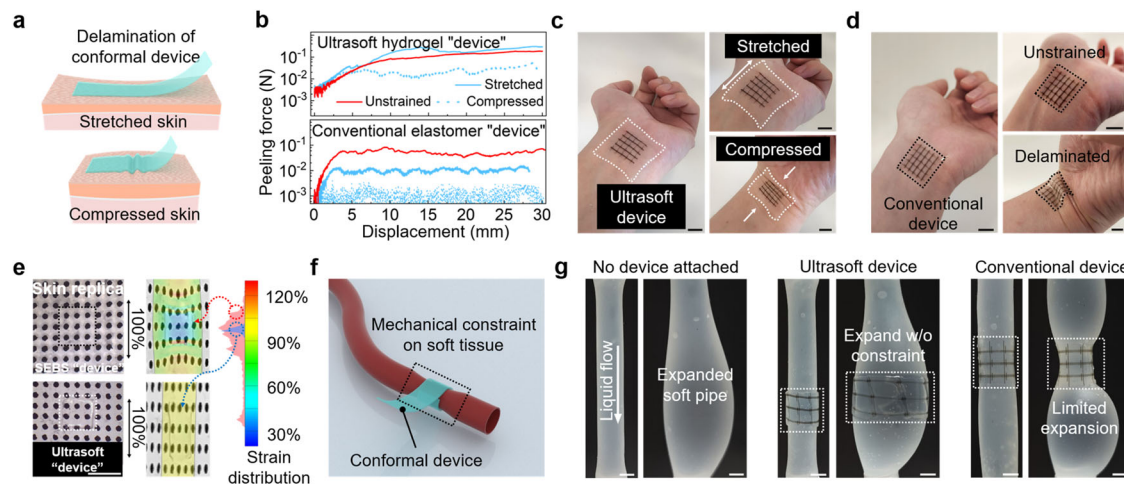 a
Delamination of
conformal device
Stretched skin
Compressed skin
b
Peeling force (N)
10⁻¹
10⁻²
10⁻³
Ultrasoft hydrogel "device"
Stretched
Unstrained
Compressed
10⁻¹
10⁻²
10⁻³
Conventional elastomer "device"
0
5
10
15
20
25
30
Displacement (mm)
c
Ultrasoft
device
Stretched
Compressed
d
Conventional
device
Unstrained
Delaminated
e
Skin replica
100%
SEBS "device"
100%
Ultrasoft
"device"
120%
90%
60%
30%
Strain
distribution
f
Mechanical constraint
on soft tissue
Conformal device
g
No device attached
Liquid flow
Expanded
soft pipe
Ultrasoft device
Expand w/o
constraint
Conventional device
Limited
expansion